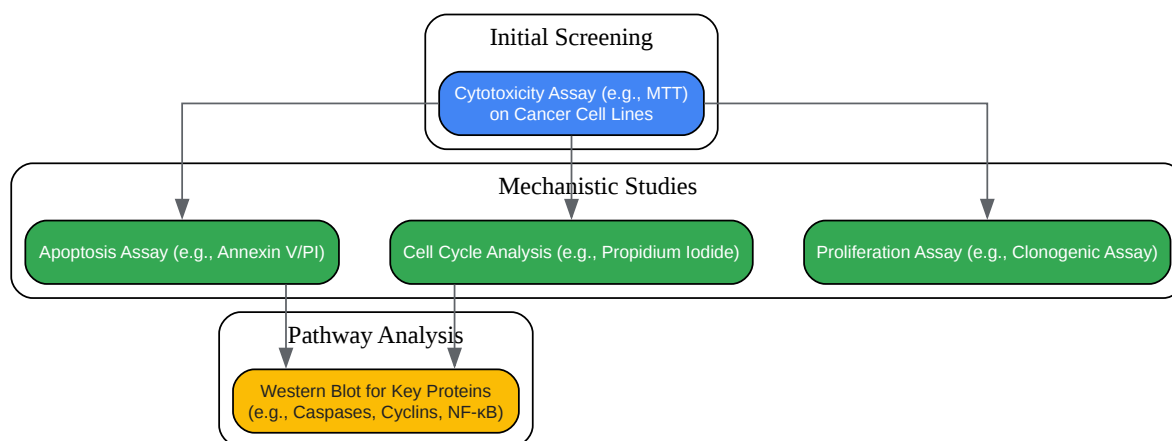 Initial Screening
Cytotoxicity Assay (e.g., MTT)
on Cancer Cell Lines
Mechanistic Studies
Apoptosis Assay (e.g., Annexin V/PI)
Cell Cycle Analysis (e.g., Propidium Iodide)
Proliferation Assay (e.g., Clonogenic Assay)
Pathway Analysis
Western Blot for Key Proteins
(e.g., Caspases, Cyclins, NF-κB)